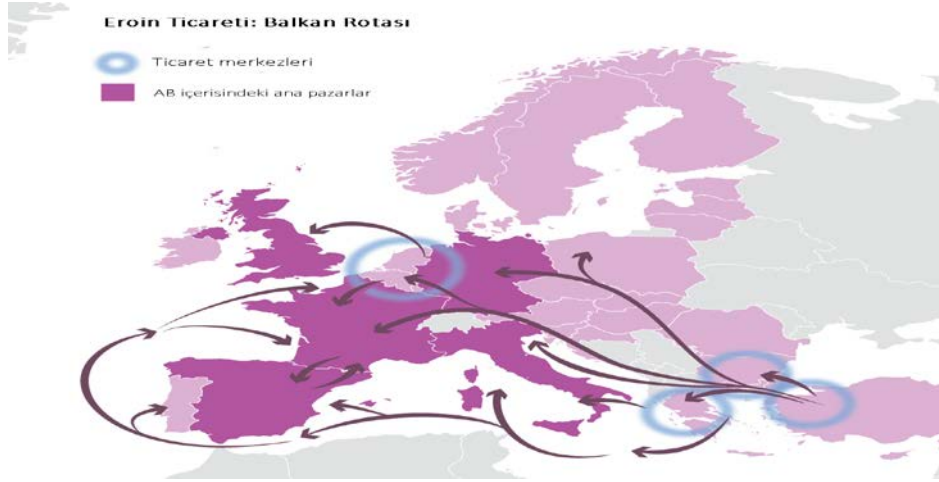 Eroin Ticareti: Balkan Rotası
Ticaret merkezleri
AB içerisindeki ana pazarlar